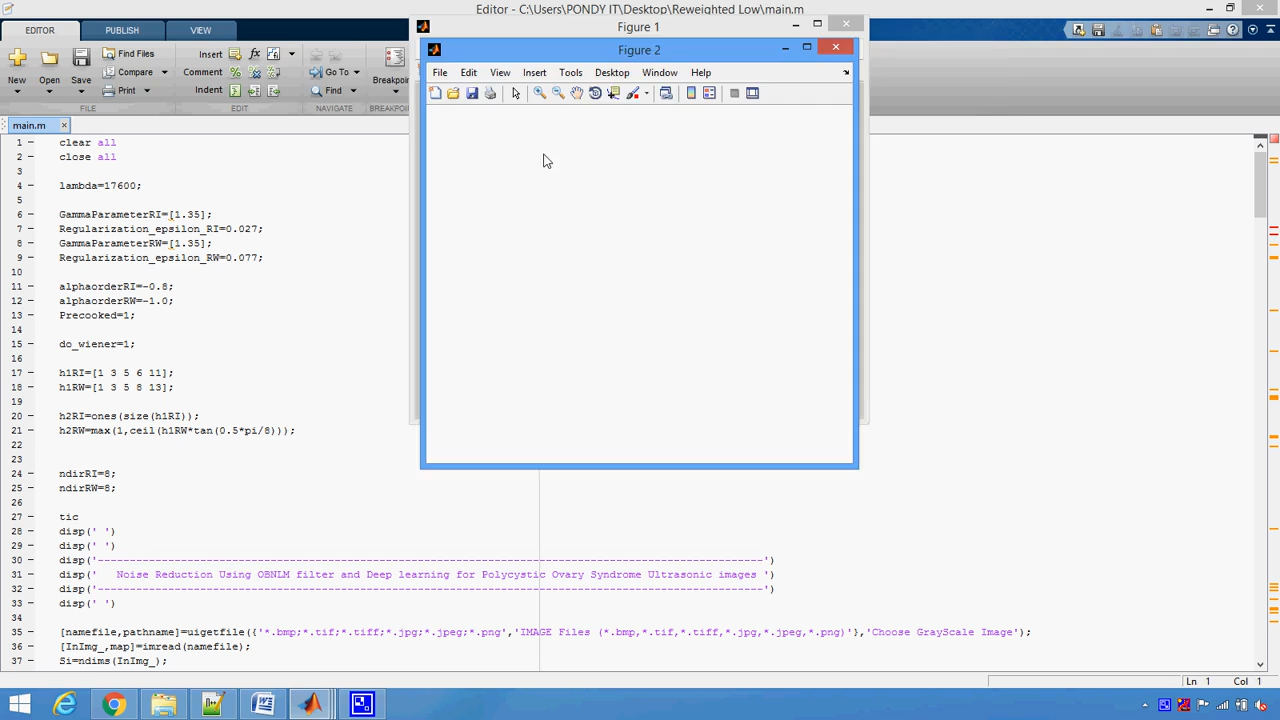 Editor - C:\Users\PONDY IT\Desktop\Reweighted Low\main.m
Figure 1
Figure 2
EDITOR
PUBLISH
VIEW
New
Open
Save
Find Files
Compare
Print
FILE
Insert
Comment
Indent
EDIT
Go To
Find
NAVIGATE
Breakpoints
BREAKPOINTS
File Edit View Insert Tools Desktop Window Help
main.m
1 clear all
2 close all
3
4 lambda=17600;
5
6 GammaParameterRI=[1.35];
7 Regularization_epsilon_RI=0.027;
8 GammaParameterRW=[1.35];
9 Regularization_epsilon_RW=0.077;
10
11 alphaorderRI=-0.8;
12 alphaorderRW=-1.0;
13 Precooked=1;
14
15 do_wiener=1;
16
17 h1RI=[1 3 5 6 11];
18 h1RW=[1 3 5 8 13];
19
20 h2RI=ones(size(h1RI));
21 h2RW=max(1,ceil(h1RW*tan(0.5*pi/8)));
22
23
24 ndirRI=8;
25 ndirRW=8;
26
27 tic
28 disp(' ')
29 disp(' ')
30 disp('-----------------------------------------------------------------------------------------------')
31 disp('   Noise Reduction Using OBNLM filter and Deep learning for Polycystic Ovary Syndrome Ultrasonic images ')
32 disp('-----------------------------------------------------------------------------------------------')
33 disp(' ')
34
35 [namefile,pathname]=uigetfile({'*.bmp;*.tif;*.tiff;*.jpg;*.jpeg;*.png','IMAGE Files (*.bmp,*.tif,*.tiff,*.jpg,*.jpeg,*.png)'},'Choose GrayScale Image');
36 [InImg_,map]=imread(namefile);
37 Si=ndims(InImg_);
Ln 1 Col 1